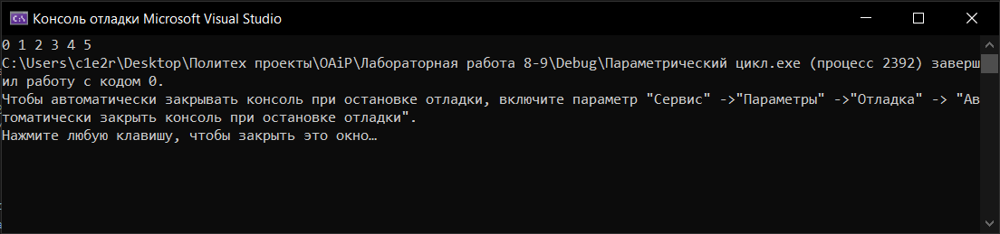 Консоль отладки Microsoft Visual Studio
0 1 2 3 4 5
C:\Users\c1e2r\Desktop\Политех проекты\OAiP\Лабораторная работа 8-9\Debug\Параметрический цикл.exe (процесс 2392) заверш
ил работу с кодом 0.
Чтобы автоматически закрывать консоль при остановке отладки, включите параметр "Сервис" ->"Параметры" ->"Отладка" -> "Ав
томатически закрыть консоль при остановке отладки".
Нажмите любую клавишу, чтобы закрыть это окно…